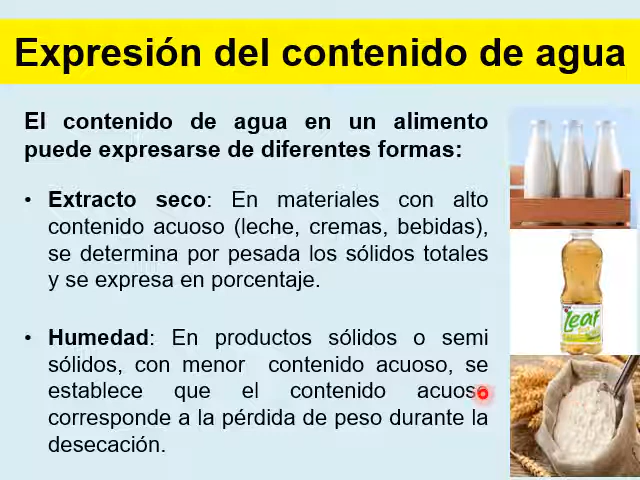 Expresión del contenido de agua
El contenido de agua en un alimento
puede expresarse de diferentes formas:
• Extracto seco: En materiales con alto
contenido acuoso (leche, cremas, bebidas),
se determina por pesada los sólidos totales
y se expresa en porcentaje.
• Humedad: En productos sólidos o semi
sólidos, con menor contenido acuoso, se
establece que el contenido acuoso
corresponde a la pérdida de peso durante la
desecación.
Leaf